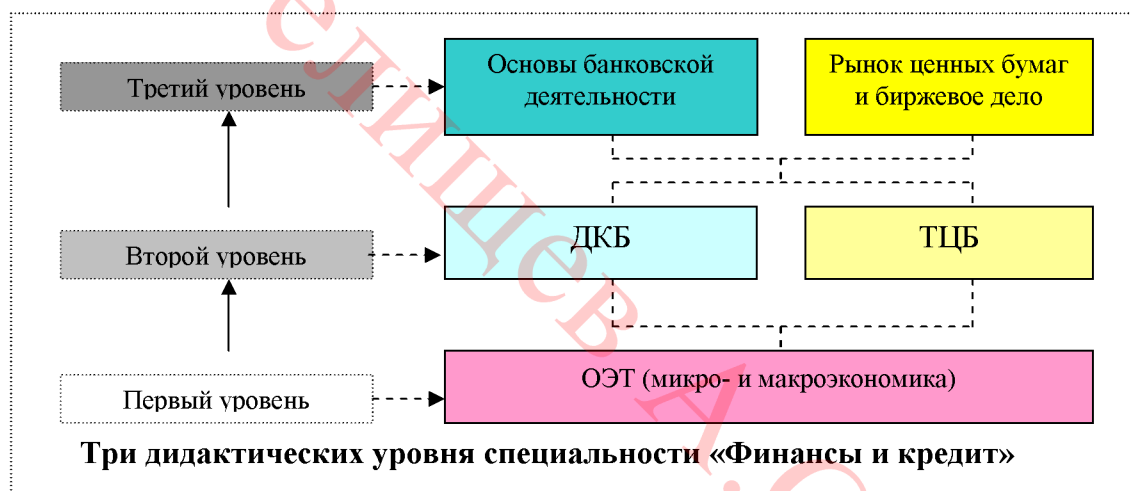 Третий уровень
Основы банковской
деятельности
Рынок ценных бумаг
и биржевое дело
Второй уровень
ДКБ
ТЦБ
Первый уровень
ОЭТ (микро- и макроэкономика)
Три дидактических уровня специальности «Финансы и кредит»
елищев А.С